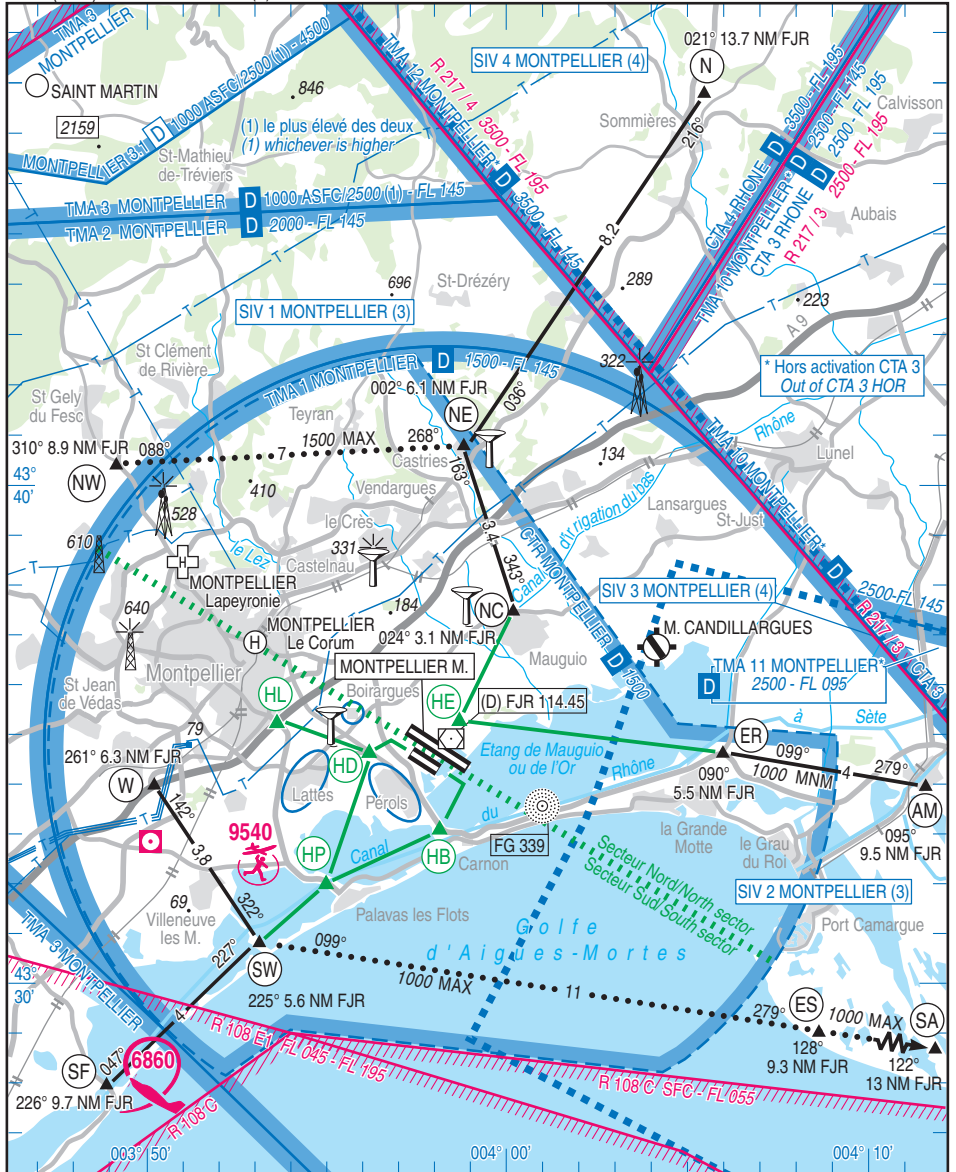 TMA 3
MONTPELLIER
SAINT MARTIN
2159
846
MONTPELLIER 3.1 D 1000 ASFC/2500 (1) - 4500
(1) le plus élevé des deux
(1) whichever is higher
St-Mathieu
de-Tréviers
TMA 3 MONTPELLIER D 1000 ASFC/2500 (1) - FL 145
TMA 2 MONTPELLIER D 2000 - FL 145
SIV 4 MONTPELLIER (4)
R 217 / 4 3500 - FL 195
TMA 12 MONTPELLIER* D 3500 - FL 145
021° 13.7 NM FJR
N
Sommières
216°
8.2
036°
CTA 4 RHONE D 3500 - FL 195
TMA 10 MONTPELLIER* D 2500 - FL 145
CTA 3 RHONE D 2500 - FL 195
R 217 / 3 2500 - FL 195
Calvisson
Aubais
696
St-Drézéry
289
223
A 9
SIV 1 MONTPELLIER (3)
St Clément
de Rivière
TMA 1 MONTPELLIER D 1500 - FL 145
322
* Hors activation CTA 3
Out of CTA 3 HOR
St Gely
du Fesc
Teyran
002° 6.1 NM FJR
NE
310° 8.9 NM FJR
088°
7
1500 MAX
268°
NW
43°
40'
410
528
Castries
163°
Vendargues
134
Rhône
Lunel
TMA 10 MONTPELLIER*
D
2500-FL 145
R 217 / 3
CTA 3
Lansargues
St-Just
Canal d'irrigation du bas
610
le Lez
le Crès
331
Castelnau
3.4
343°
CTR MONTPELLIER D 1500
MONTPELLIER
Lapeyronie
184
NC
024° 3.1 NM FJR
SIV 3 MONTPELLIER (4)
M. CANDILLARGUES
640
H
MONTPELLIER
Le Corum
Montpellier
MONTPELLIER M.
Mauguio
TMA 11 MONTPELLIER*
D 2500 - FL 095
St Jean
de Védas
HL
Boirargues
HE
(D) FJR 114.45
à Sète
79
261° 6.3 NM FJR
W
HD
Etang de Mauguio
ou de l'Or
ER
099°
1000 MNM
4
279°
090°
5.5 NM FJR
AM
095°
9.5 NM FJR
142°
3.8
322°
Lattes
Pérols
Canal du Rhône
9540
HP
HB
Carnon
FG 339
la Grande
Motte
le Grau
du Roi
Secteur Nord/North sector
Secteur Sud/South sector
SIV 2 MONTPELLIER (3)
69
Villeneuve
les M.
Palavas les Flots
Golfe
d'Aigues-Mortes
Port Camargue
TMA 3 MONTPELLIER
43°
30'
227°
SW
099°
1000 MAX
11
279°
225° 5.6 NM FJR
ES
1000 MAX
SA
128°
9.3 NM FJR
122°
13 NM FJR
4
047°
SF
6860
226° 9.7 NM FJR
R 108 E1 FL 045 - FL 195
R 108 C
R 108 C SFC - FL 055
003° 50'
004° 00'
004° 10'